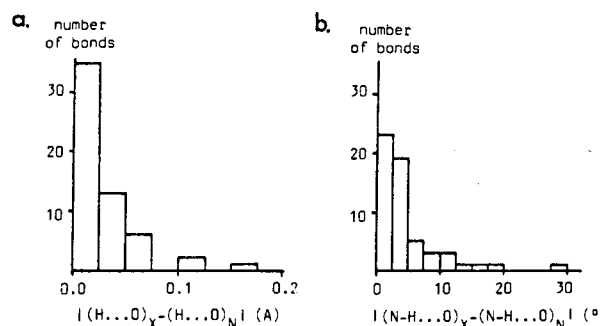 a.
number
of bonds
30
20
10
0.0 0.1 0.2
|(H...O)X-(H...O)N| (A)
b.
number
of bonds
30
20
10
0 10 20 30
|(N-H...O)X-(N-H...O)N| (°